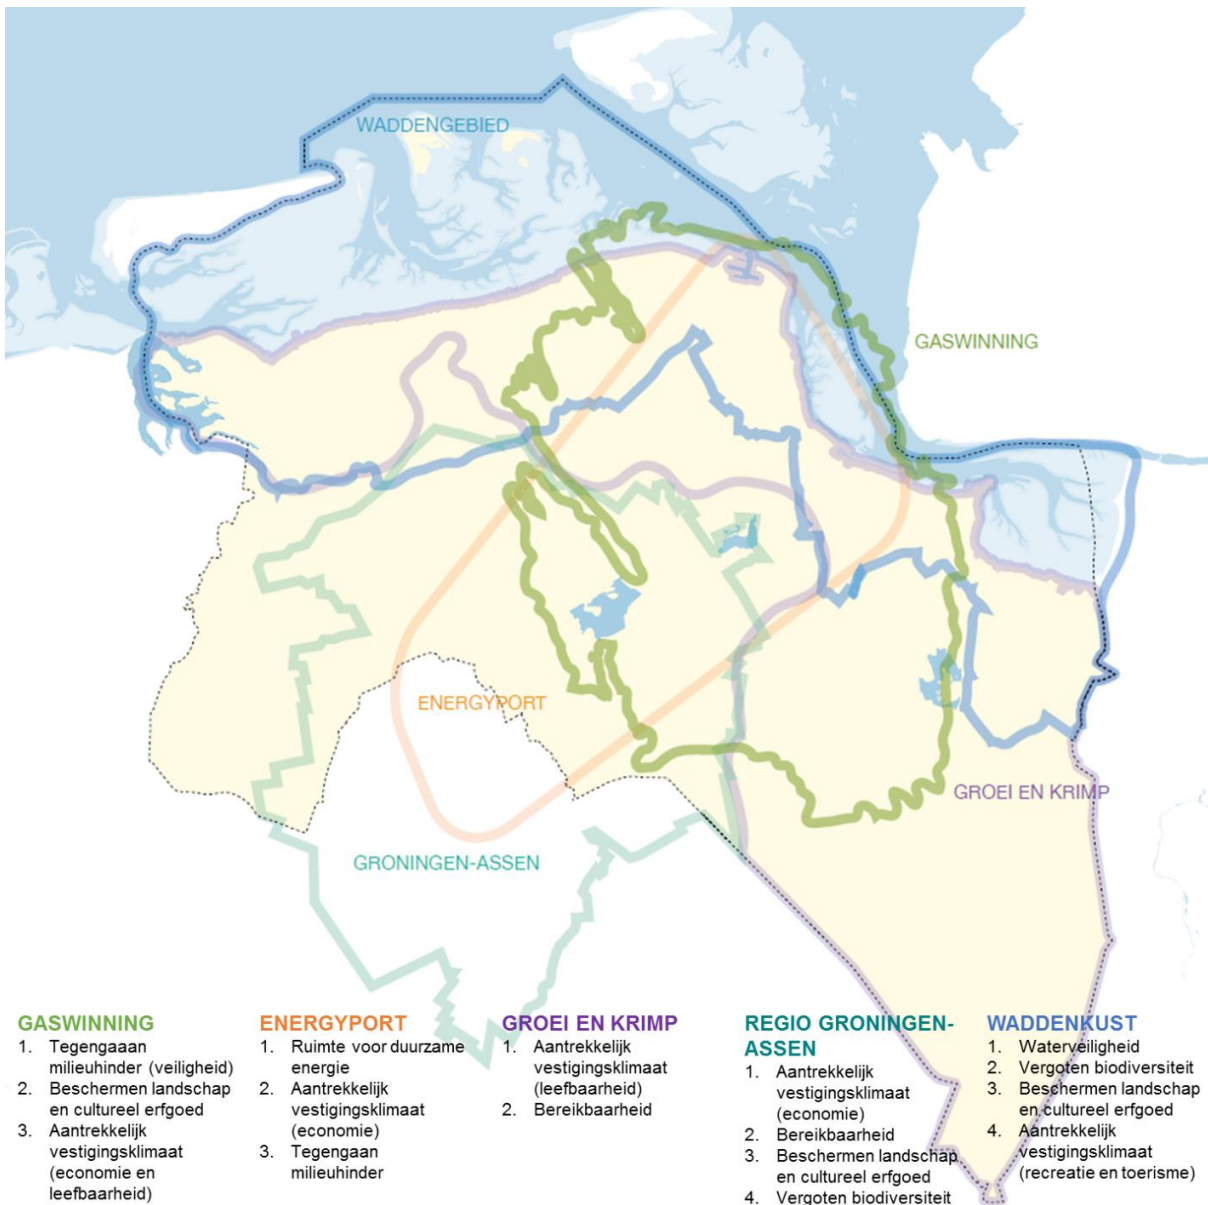 WADDENGEBIED
GASWINNING
ENERGYPORT
GROEI EN KRIMP
GRONINGEN-ASSEN
GASWINNING
1. Tegengaaan
milieuhinder (veiligheid)
2. Beschermen landschap
en cultureel erfgoed
3. Aantrekkelijk
vestigingsklimaat
(economie en
leefbaarheid)
ENERGYPORT
1. Ruimte voor duurzame
energie
2. Aantrekkelijk
vestigingsklimaat
(economie)
3. Tegengaan
milieuhinder
GROEI EN KRIMP
1. Aantrekkelijk
vestigingsklimaat
(leefbaarheid)
2. Bereikbaarheid
REGIO GRONINGEN-
ASSEN
1. Aantrekkelijk
vestigingsklimaat
(economie)
2. Bereikbaarheid
3. Beschermen landschap
en cultureel erfgoed
4. Vergoten biodiversiteit
WADDENKUST
1. Waterveiligheid
2. Vergoten biodiversiteit
3. Beschermen landschap
en cultureel erfgoed
4. Aantrekkelijk
vestigingsklimaat
(recreatie en toerisme)